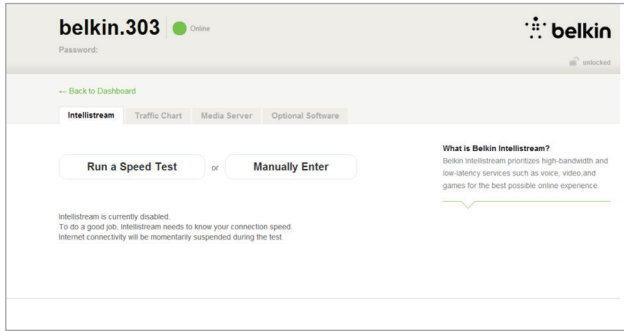 belkin.303
Online
belkin
Password:
unlocked
← Back to Dashboard
Intellistream
Traffic Chart
Media Server
Optional Software
Run a Speed Test
or
Manually Enter
What is Belkin Intellistream?
Belkin Intellistream prioritizes high-bandwidth and
low-latency services such as voice, video,and
games for the best possible online experience.
Intellistream is currently disabled.
To do a good job, Intellistream needs to know your connection speed.
Internet connectivity will be momentarily suspended during the test.